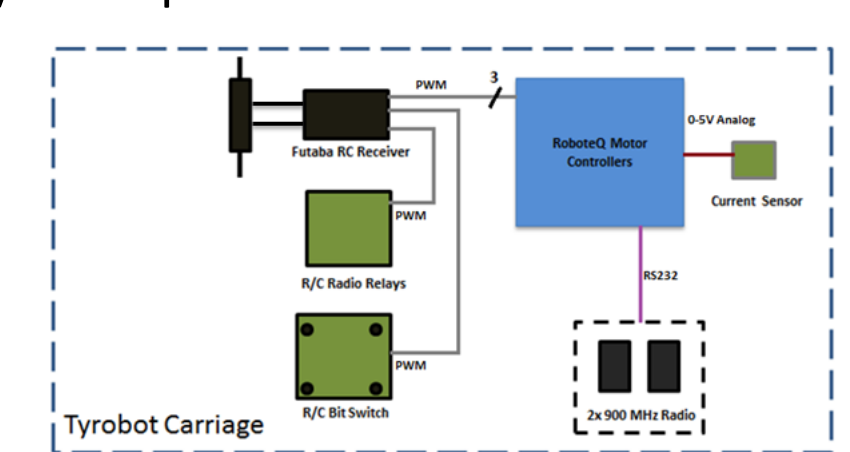 PWM
3
Futaba RC Receiver
RoboteQ Motor
Controllers
0-5V Analog
Current Sensor
PWM
R/C Radio Relays
RS232
PWM
R/C Bit Switch
2x 900 MHz Radio
Tyrobot Carriage